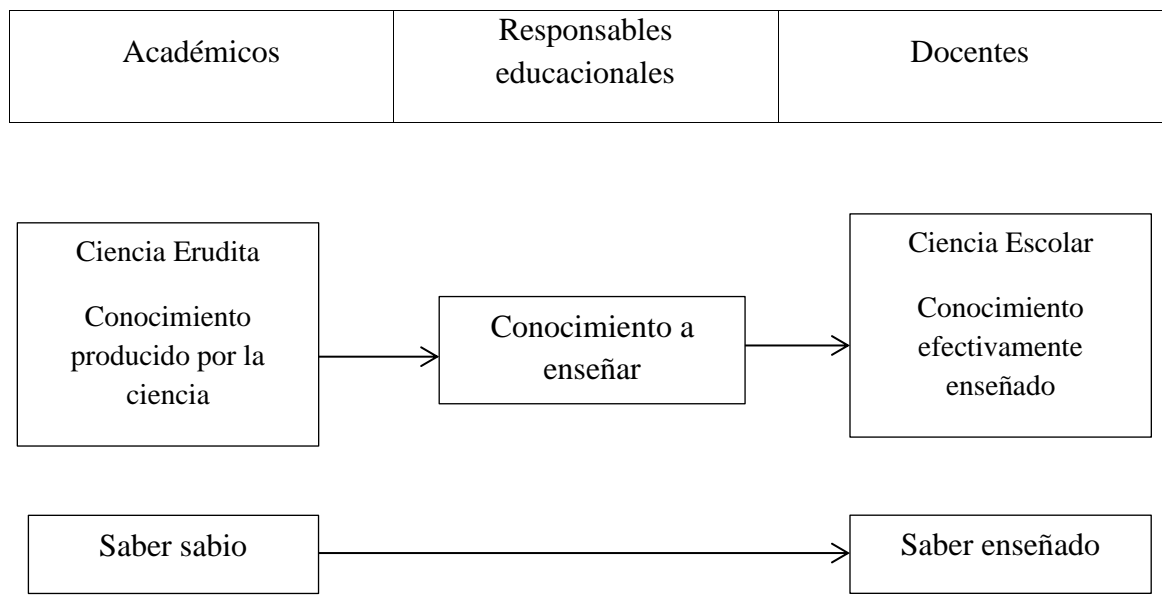 Académicos
Responsables
educacionales
Docentes
Ciencia Erudita
Conocimiento
producido por la
ciencia
Conocimiento a
enseñar
Ciencia Escolar
Conocimiento
efectivamente
enseñado
Saber sabio
Saber enseñado